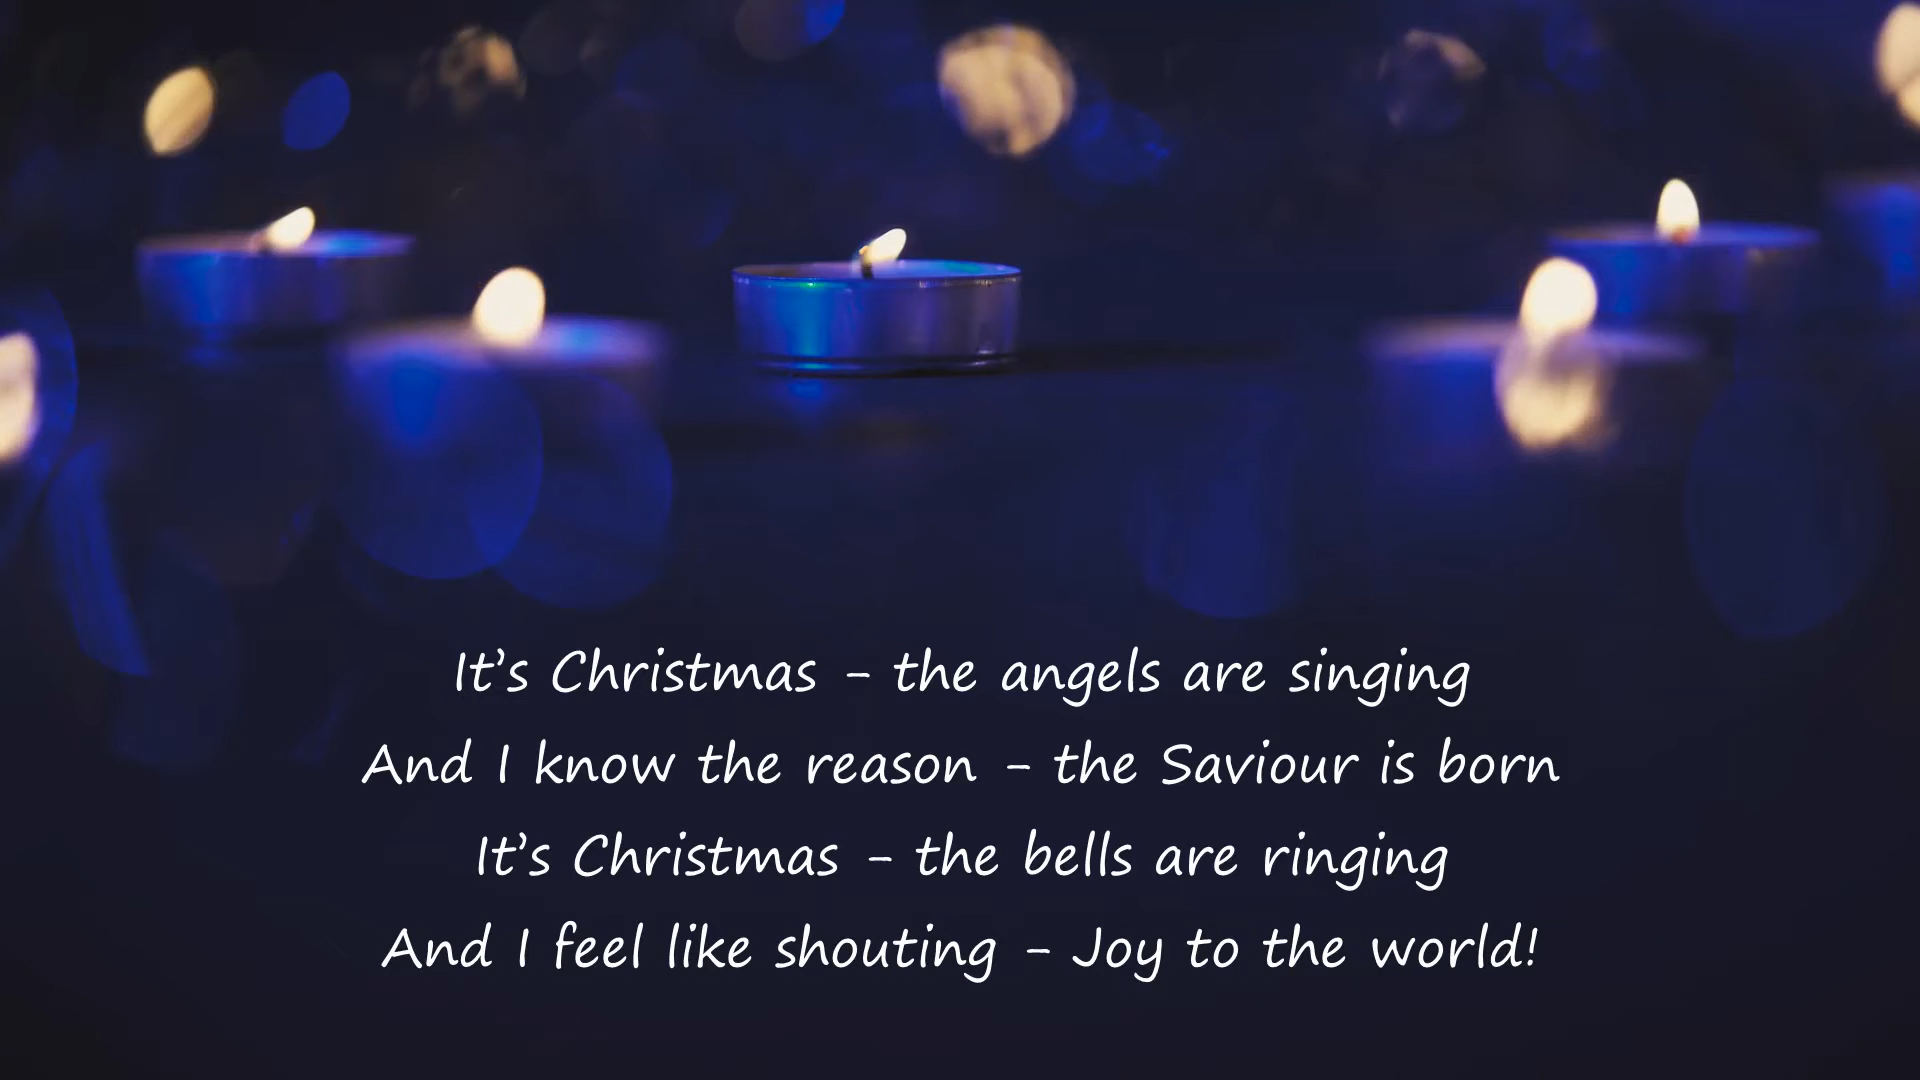 It’s Christmas - the angels are singing
And I know the reason - the Saviour is born
It’s Christmas - the bells are ringing
And I feel like shouting - Joy to the world!